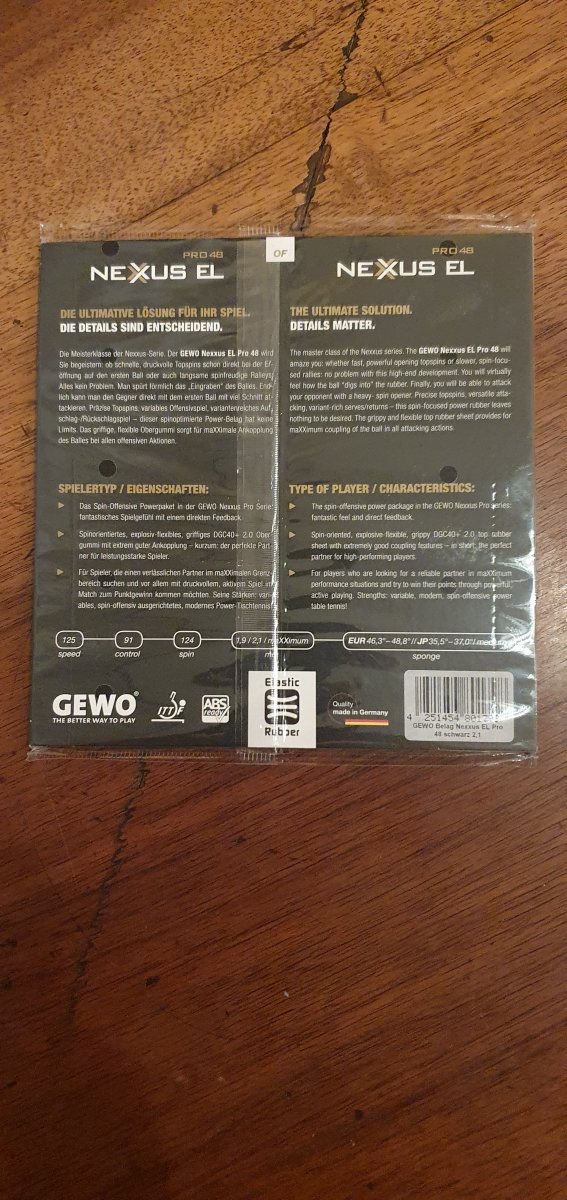 OF
PRO 48
NEXXUS EL
DIE ULTIMATIVE LÖSUNG FÜR IHR SPIEL.
DIE DETAILS SIND ENTSCHEIDEND.
Die Meisterklasse der Nexxus-Serie. Der GEWO Nexxus EL Pro 48 wird
Sie begeistern: ob schnelle, druckvolle Topspins schon direkt bei der Er-
öffnung auf den ersten Ball oder auch langsame spinfreudige Ralleys:
Alles kein Problem. Man spürt förmlich das „Eingraben" des Balles. End-
lich kann man den Gegner direkt mit dem ersten Ball mit viel Schnitt at-
tackieren. Präzise Topspins, variables Offensivspiel, variantenreiches Auf-
schlag-/Rückschlagspiel – dieser spinoptimierte Power-Belag hat keine
Limits. Das griffige, flexible Obergummi sorgt für maXXimale Ankopplung
des Balles bei allen offensiven Aktionen.
SPIELERTYP / EIGENSCHAFTEN:
Das Spin-Offensive Powerpaket in der GEWO Nexxus Pro Serie:
fantastisches Spielgefühl mit einem direkten Feedback.
Spinorientiertes, explosiv-flexibles, griffiges DGC40+ 2.0 Ober-
gummi mit extrem guter Ankopplung – kurzum: der perfekte Part-
ner für leistungsstarke Spieler.
Für Spieler, die einen verlässlichen Partner im maXXimalen Grenz-
bereich suchen und vor allem mit druckvollem, aktivem Spiel im
Match zum Punktgewinn kommen möchten. Seine Stärken: vari-
ables, spin-offensiv ausgerichtetes, modernes Power-Tischtennis!
PRO 48
NEXXUS EL
THE ULTIMATE SOLUTION.
DETAILS MATTER.
The master class of the Nexxus series. The GEWO Nexxus EL Pro 48 will
amaze you: whether fast, powerful opening topspins or slower, spin-focu-
sed rallies: no problem with this high-end development. You will virtually
feel how the ball "digs into" the rubber. Finally, you will be able to attack
your opponent with a heavy- spin opener. Precise topspins, versatile atta-
cking, variant-rich serves/returns – this spin-focused power rubber leaves
nothing to be desired. The grippy and flexible top rubber sheet provides for
maXXimum coupling of the ball in all attacking actions.
TYPE OF PLAYER / CHARACTERISTICS:
The spin-offensive power package in the GEWO Nexxus Pro series:
fantastic feel and direct feedback.
Spin-oriented, explosive-flexible, grippy DGC40+ 2.0 top rubber
sheet with extremely good coupling features – in short: the perfect
partner for high-performing players.
For players who are looking for a reliable partner in maXXimum
performance situations and try to win their points through powerful,
active playing. Strengths: variable, modern, spin-offensive power
table tennis!
125 91 124 1,9 / 2,1 / maXXimum EUR 46,3°– 48,8° // JP 35,5°– 37,0° / medium
speed control spin sponge
GEWO
THE BETTER WAY TO PLAY
ITTF
ABS
ready
Elastic
Rubber
Quality
made in Germany
4 251454 801
GEWO Belag Nexxus EL Pro
48 schwarz 2,1